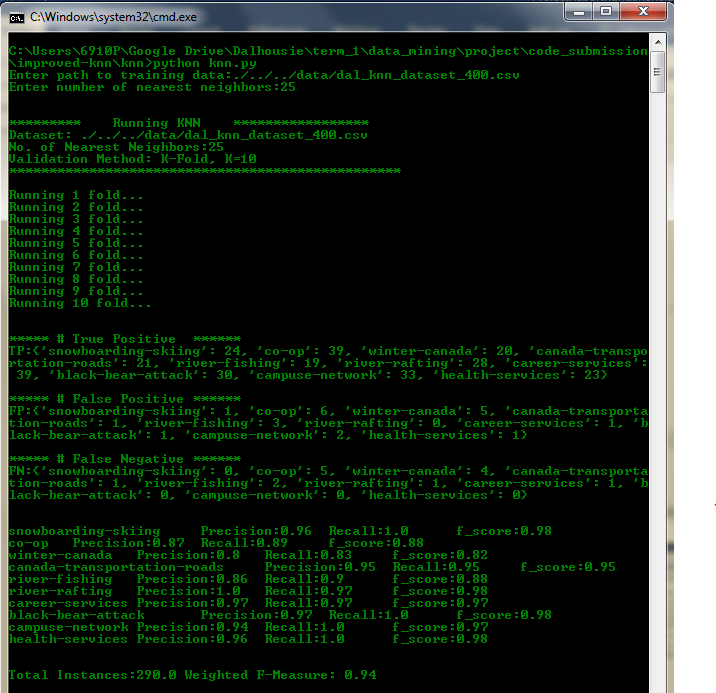 C:\Windows\system32\cmd.exe
C:\Users\6910P\Google Drive\Dalhousie\term_1\data_mining\project\code_submission
\improved-knn\knn>python knn.py
Enter path to training data:./../../data/dal_knn_dataset_400.csv
Enter number of nearest neighbors:25
********* Running KNN *****************
Dataset: ./../../data/dal_knn_dataset_400.csv
No. of Nearest Neighbors:25
Validation Method: K-Fold, K=10
*************************************************
Running 1 fold...
Running 2 fold...
Running 3 fold...
Running 4 fold...
Running 5 fold...
Running 6 fold...
Running 7 fold...
Running 8 fold...
Running 9 fold...
Running 10 fold...
***** # True Positive ******
TP:{'snowboarding-skiing': 24, 'co-op': 39, 'winter-canada': 20, 'canada-transpo
rtation-roads': 21, 'river-fishing': 19, 'river-rafting': 28, 'career-services':
39, 'black-bear-attack': 30, 'campuse-network': 33, 'health-services': 23}
***** # False Positive ******
FP:{'snowboarding-skiing': 1, 'co-op': 6, 'winter-canada': 5, 'canada-transporta
tion-roads': 1, 'river-fishing': 3, 'river-rafting': 0, 'career-services': 1, 'b
lack-bear-attack': 1, 'campuse-network': 2, 'health-services': 1}
***** # False Negative ******
FN:{'snowboarding-skiing': 0, 'co-op': 5, 'winter-canada': 4, 'canada-transporta
tion-roads': 1, 'river-fishing': 2, 'river-rafting': 1, 'career-services': 1, 'b
lack-bear-attack': 0, 'campuse-network': 0, 'health-services': 0}
snowboarding-skiing Precision:0.96 Recall:1.0 f_score:0.98
co-op Precision:0.87 Recall:0.89 f_score:0.88
winter-canada Precision:0.8 Recall:0.83 f_score:0.82
canada-transportation-roads Precision:0.95 Recall:0.95 f_score:0.95
river-fishing Precision:0.86 Recall:0.9 f_score:0.88
river-rafting Precision:1.0 Recall:0.97 f_score:0.98
career-services Precision:0.97 Recall:0.97 f_score:0.97
black-bear-attack Precision:0.97 Recall:1.0 f_score:0.98
campuse-network Precision:0.94 Recall:1.0 f_score:0.97
health-services Precision:0.96 Recall:1.0 f_score:0.98
Total Instances:290.0 Weighted F-Measure: 0.94